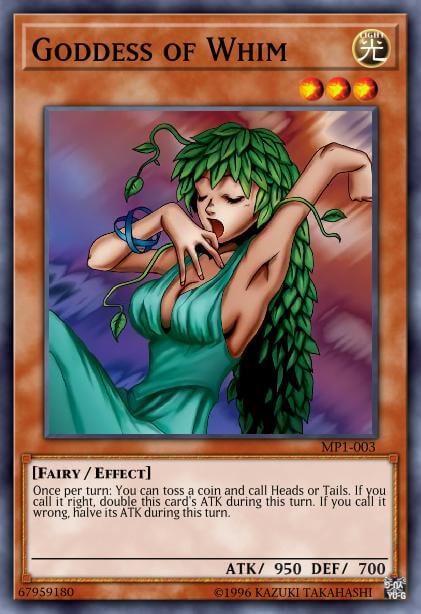 GODDESS OF WHIM
LIGHT
光
MP1-003
[FAIRY / EFFECT]
Once per turn: You can toss a coin and call Heads or Tails. If you
call it right, double this card's ATK during this turn. If you call it
wrong, halve its ATK during this turn.
ATK/ 950 DEF/ 700
67959180
©1996 KAZUKI TAKAHASHI